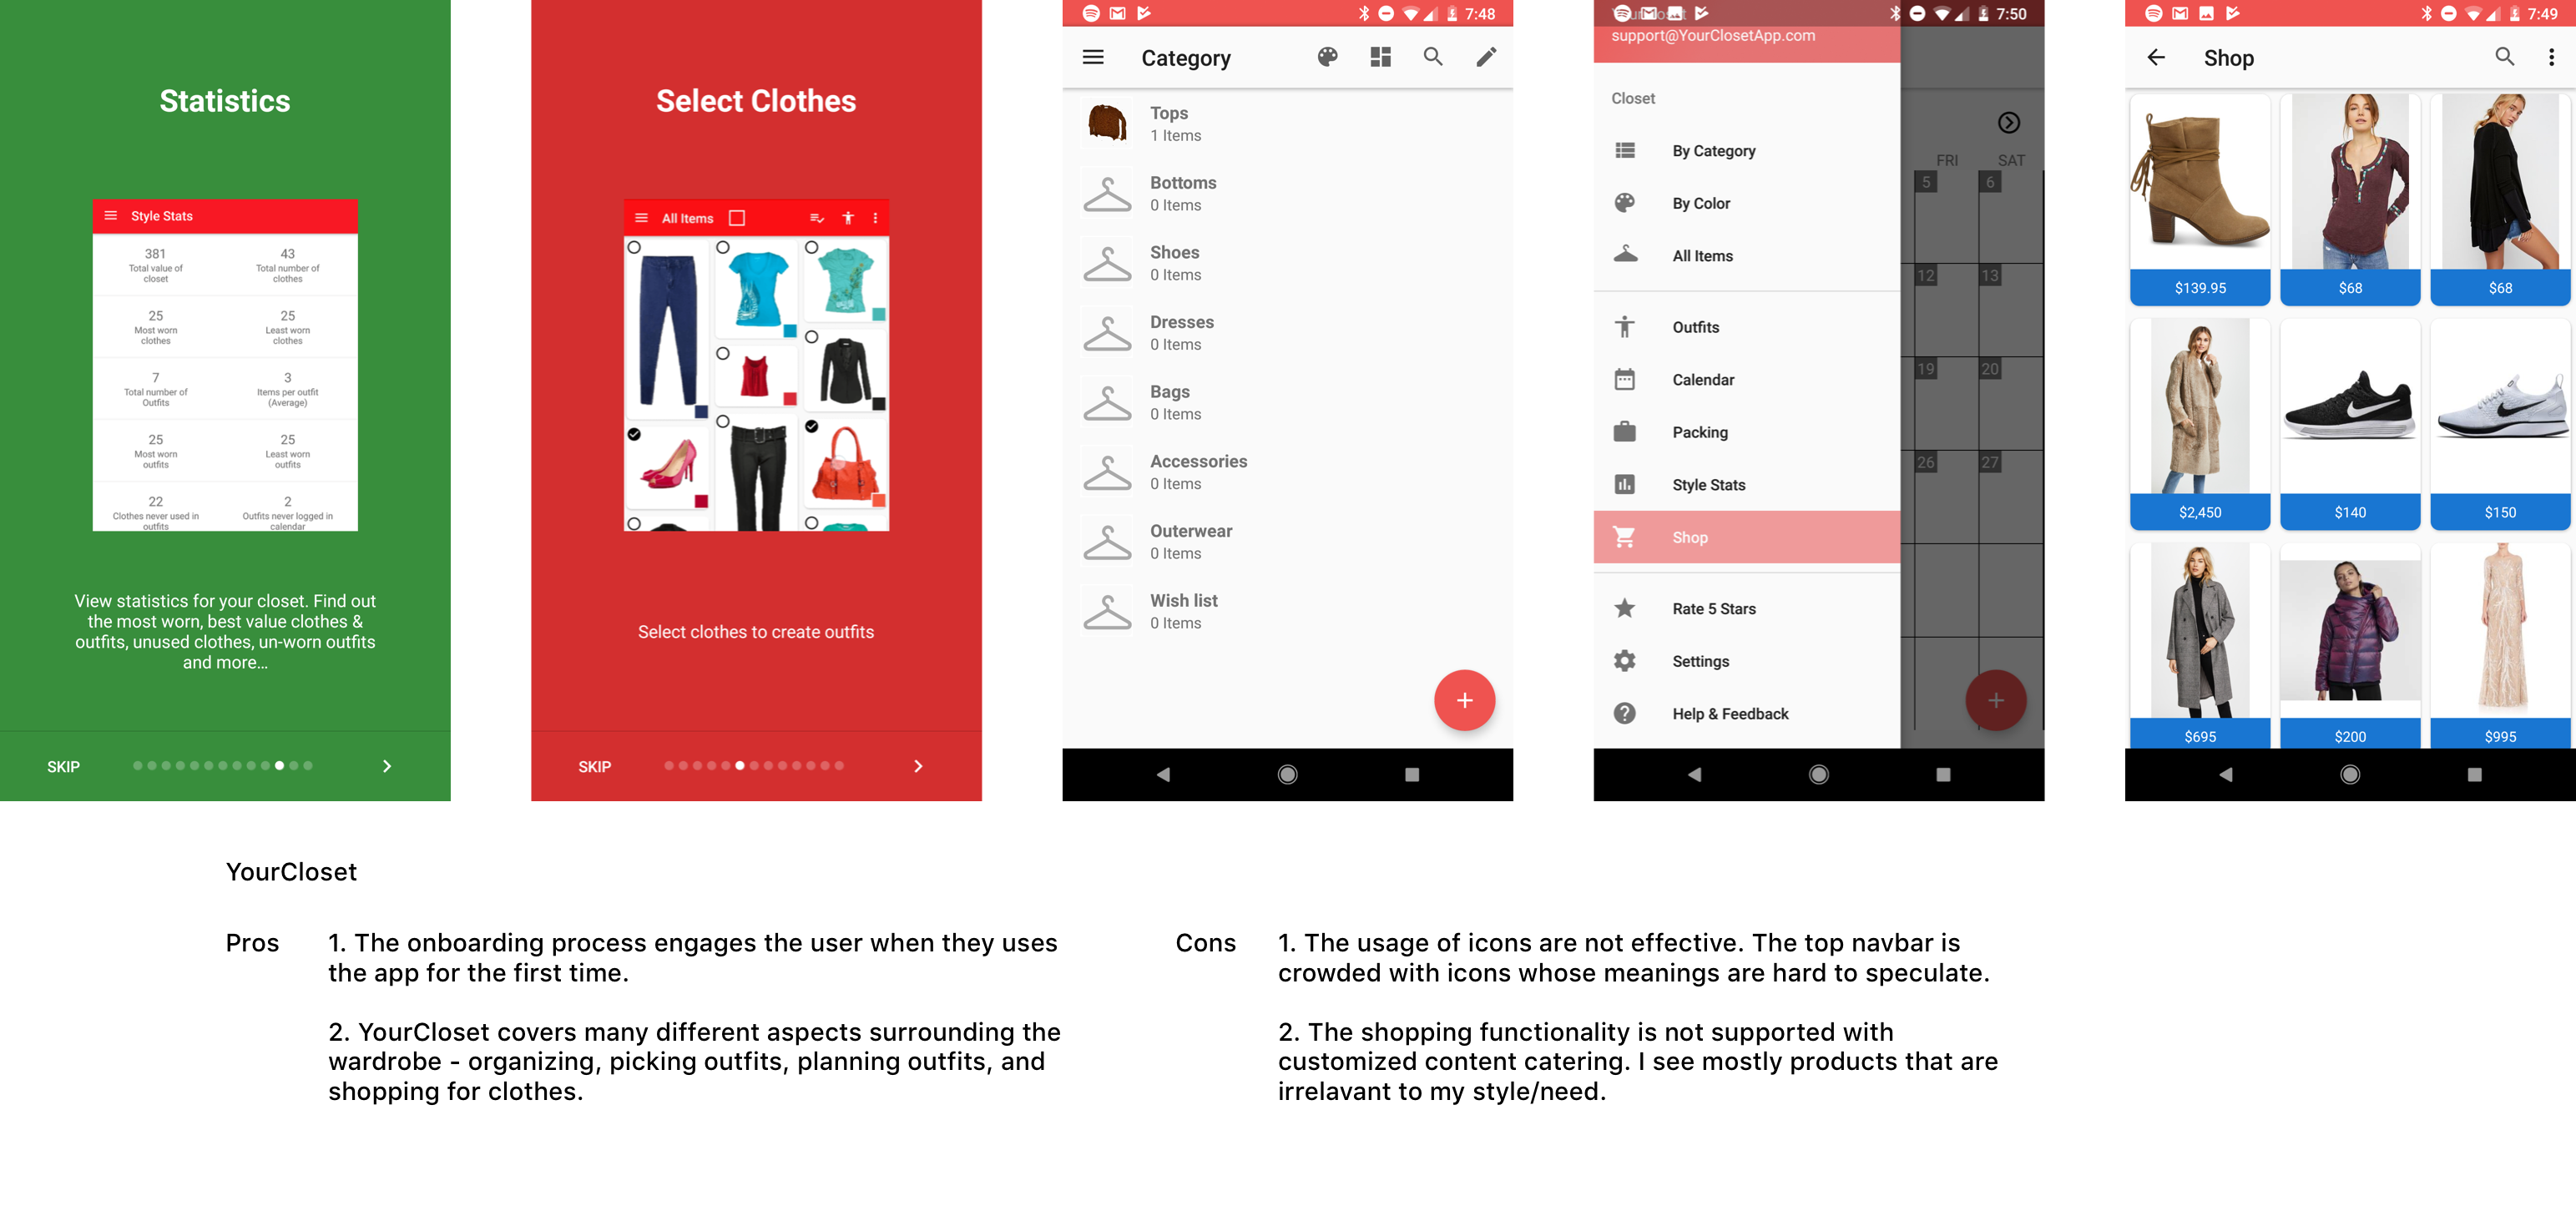 Statistics
Style Stats
381
Total value of
closet
43
Total number of
clothes
25
Most worn
clothes
25
Least worn
clothes
7
Total number of
Outfits
3
Items per outfit
(Average)
25
Most worn
outfits
25
Least worn
outfits
22
Clothes never used in
outfits
2
Outfits never logged in
calendar
View statistics for your closet. Find out
the most worn, best value clothes &
outfits, unused clothes, un-worn outfits
and more...
SKIP
Select Clothes
All Items
Select clothes to create outfits
SKIP
7:48
Category
Tops
1 Items
Bottoms
0 Items
Shoes
0 Items
Dresses
0 Items
Bags
0 Items
Accessories
0 Items
Outerwear
0 Items
Wish list
0 Items
7:50
support@YourClosetApp.com
Closet
By Category
By Color
All Items
Outfits
Calendar
Packing
Style Stats
Shop
Rate 5 Stars
Settings
Help & Feedback
FRI SAT
5 6
12 13
19 20
26 27
7:49
Shop
$139.95 $68 $68
$2,450 $140 $150
$695 $200 $995
YourCloset
Pros
1. The onboarding process engages the user when they uses
the app for the first time.
2. YourCloset covers many different aspects surrounding the
wardrobe - organizing, picking outfits, planning outfits, and
shopping for clothes.
Cons
1. The usage of icons are not effective. The top navbar is
crowded with icons whose meanings are hard to speculate.
2. The shopping functionality is not supported with
customized content catering. I see mostly products that are
irrelavant to my style/need.